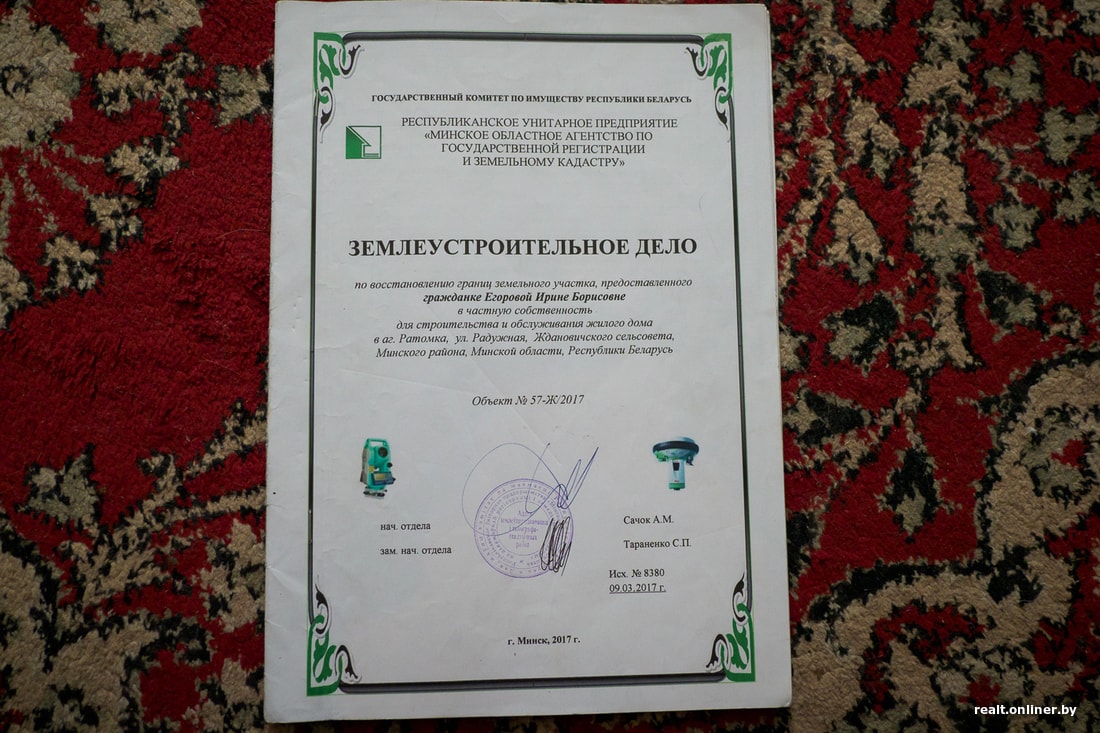 ГОСУДАРСТВЕННЫЙ КОМИТЕТ ПО ИМУЩЕСТВУ РЕСПУБЛИКИ БЕЛАРУСЬ
РЕСПУБЛИКАНСКОЕ УНИТАРНОЕ ПРЕДПРИЯТИЕ
«МИНСКОЕ ОБЛАСТНОЕ АГЕНТСТВО ПО
ГОСУДАРСТВЕННОЙ РЕГИСТРАЦИИ
И ЗЕМЕЛЬНОМУ КАДАСТРУ»
ЗЕМЛЕУСТРОИТЕЛЬНОЕ ДЕЛО
по восстановлению границ земельного участка, предоставленного
гражданке Егоровой Ирине Борисовне
в частную собственность
для строительства и обслуживания жилого дома
в аг. Ратомка, ул. Радужная, Ждановичского сельсовета,
Минского района, Минской области, Республики Беларусь
Объект № 57-Ж/2017
нач. отдела Сачок А.М.
зам. нач. отдела Тараненко С.П.
Исх. № 8380
09.03.2017 г.
г. Минск, 2017 г.
realt.onliner.by